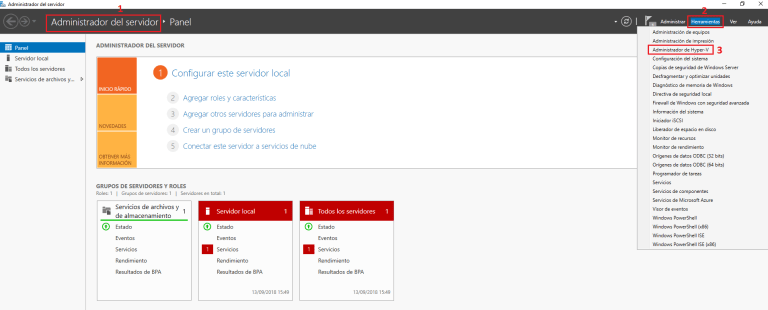 Administrador del servidor
1
2
Administrador del servidor · Panel
Administrar Herramientas Ver Ayuda
Panel
Servidor local
Todos los servidores
Servicios de archivos y...
ADMINISTRADOR DEL SERVIDOR
INICIO RÁPIDO
NOVEDADES
OBTENER MÁS
INFORMACIÓN
1 Configurar este servidor local
2 Agregar roles y características
3 Agregar otros servidores para administrar
4 Crear un grupo de servidores
5 Conectar este servidor a servicios de nube
GRUPOS DE SERVIDORES Y ROLES
Roles: 1 | Grupos de servidores: 1 | Servidores en total: 1
Servicios de archivos y
de almacenamiento
1
Estado
Eventos
Servicios
Rendimiento
Resultados de BPA
Servidor local 1
Estado
Eventos
1 Servicios
Rendimiento
Resultados de BPA
13/09/2018 15:49
Todos los servidores 1
Estado
Eventos
1 Servicios
Rendimiento
Resultados de BPA
13/09/2018 15:49
Administración de equipos
Administración de impresión
Administrador de Hyper-V 3
Configuración del sistema
Copias de seguridad de Windows Server
Desfragmentar y optimizar unidades
Diagnóstico de memoria de Windows
Directiva de seguridad local
Firewall de Windows con seguridad avanzada
Información del sistema
Iniciador iSCSI
Liberador de espacio en disco
Monitor de recursos
Monitor de rendimiento
Orígenes de datos ODBC (32 bits)
Orígenes de datos ODBC (64 bits)
Programador de tareas
Servicios
Servicios de componentes
Servicios de Microsoft Azure
Visor de eventos
Windows PowerShell
Windows PowerShell (x86)
Windows PowerShell ISE
Windows PowerShell ISE (x86)